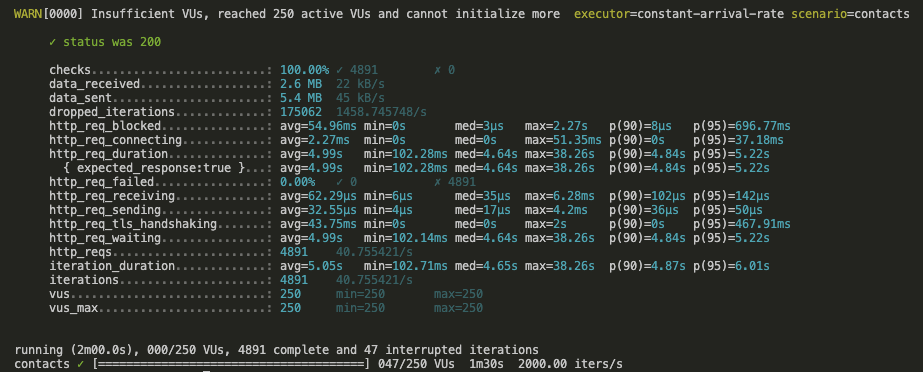 WARN[0000] Insufficient VUs, reached 250 active VUs and cannot initialize more  executor=constant-arrival-rate scenario=contacts
✓ status was 200
checks.........................: 100.00% ✓ 4891 ✗ 0
data_received..................: 2.6 MB 22 kB/s
data_sent......................: 5.4 MB 45 kB/s
dropped_iterations.............: 175062 1458.745748/s
http_req_blocked...............: avg=54.96ms min=0s med=3µs max=2.27s p(90)=8µs p(95)=696.77ms
http_req_connecting............: avg=2.27ms min=0s med=0s max=51.35ms p(90)=0s p(95)=37.18ms
http_req_duration..............: avg=4.99s min=102.28ms med=4.64s max=38.26s p(90)=4.84s p(95)=5.22s
{ expected_response:true }...: avg=4.99s min=102.28ms med=4.64s max=38.26s p(90)=4.84s p(95)=5.22s
http_req_failed................: 0.00% ✓ 0 ✗ 4891
http_req_receiving.............: avg=62.29µs min=6µs med=35µs max=6.28ms p(90)=102µs p(95)=142µs
http_req_sending...............: avg=32.55µs min=4µs med=17µs max=4.2ms p(90)=36µs p(95)=50µs
http_req_tls_handshaking.......: avg=43.75ms min=0s med=0s max=2s p(90)=0s p(95)=467.91ms
http_req_waiting...............: avg=4.99s min=102.14ms med=4.64s max=38.26s p(90)=4.84s p(95)=5.22s
http_reqs......................: 4891 40.755421/s
iteration_duration.............: avg=5.05s min=102.71ms med=4.65s max=38.26s p(90)=4.87s p(95)=6.01s
iterations.....................: 4891 40.755421/s
vus............................: 250 min=250 max=250
vus_max........................: 250 min=250 max=250
running (2m00.0s), 000/250 VUs, 4891 complete and 47 interrupted iterations
contacts ✓ [======================================] 047/250 VUs  1m30s  2000.00 iters/s